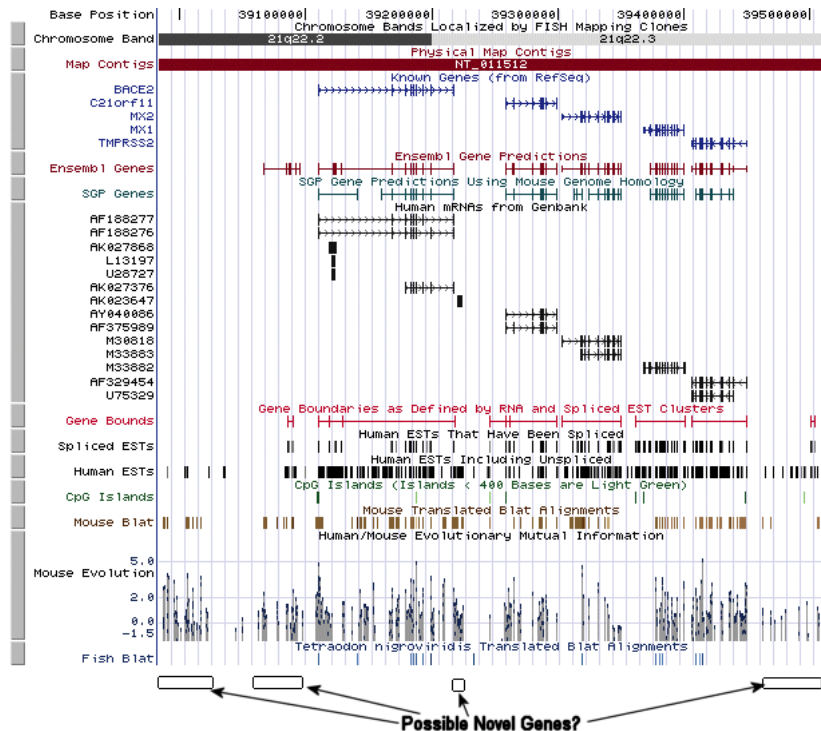 Base Position 39100000 39200000 39300000 39400000 39500000
Chromosome Bands Localized by FISH Mapping Clones
Chromosome Band 21q22.2 21q22.3
Physical Map Contigs
Map Contigs NT_011512
Known Genes (from RefSeq)
BACE2
C21orf11
MX2
MX1
TMPRSS2
Ensembl Gene Predictions
Ensembl Genes
SGP Gene Predictions Using Mouse Genome Homology
SGP Genes
Human mRNAs from Genbank
AF188277
AF188276
AK027868
L13197
U28727
AK027376
AK023647
AY040086
AF375989
M30818
M33883
M33882
AF329454
U75329
Gene Boundaries as Defined by RNA and Spliced EST Clusters
Gene Bounds
Human ESTs That Have Been Spliced
Spliced ESTs
Human ESTs Including Unspliced
Human ESTs
CpG Islands (Islands < 400 Bases are Light Green)
CpG Islands
Mouse Translated Blat Alignments
Mouse Blat
Human/Mouse Evolutionary Mutual Information
5.0
Mouse Evolution
2.0
0.0
-1.5
Tetraodon nigroviridis Translated Blat Alignments
Fish Blat
Possible Novel Genes?